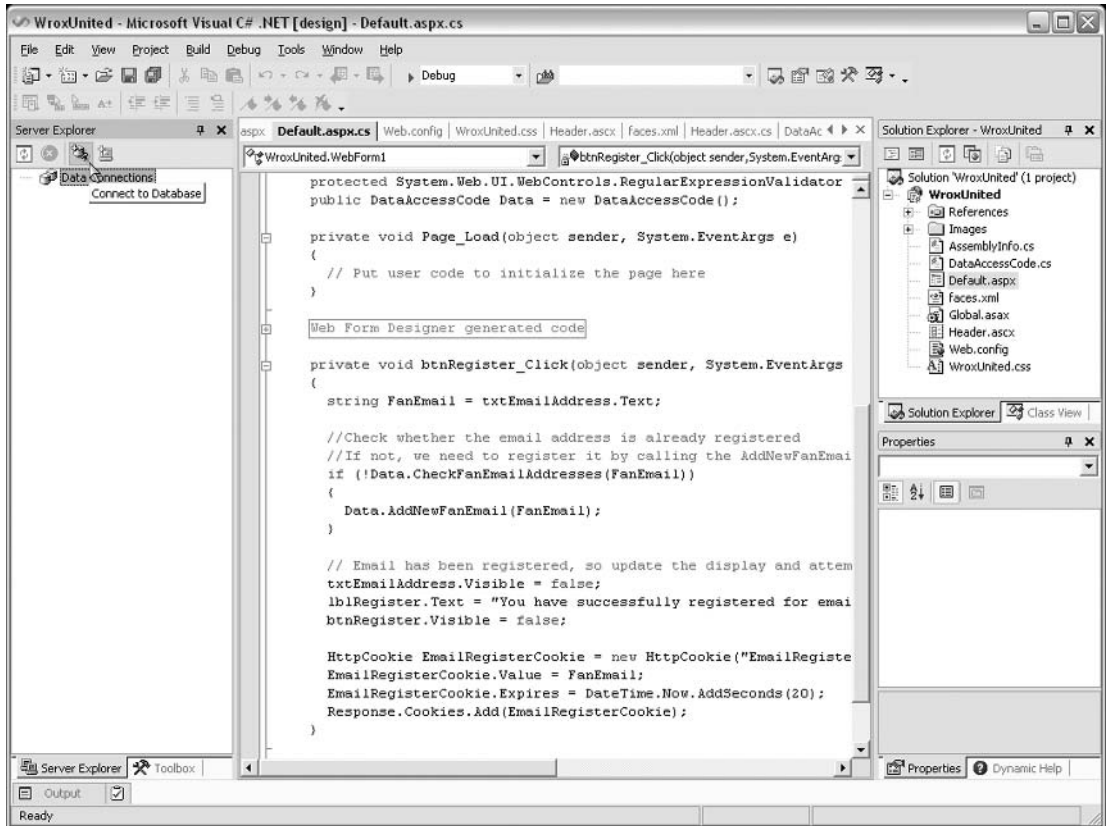 WroxUnited - Microsoft Visual C# .NET [design] - Default.aspx.cs
File Edit View Project Build Debug Tools Window Help
Debug
Server Explorer
Data Connections
Connect to Database
aspx Default.aspx.cs Web.config WroxUnited.css Header.ascx faces.xml Header.ascx.cs DataAc
WroxUnited.WebForm1 btnRegister_Click(object sender,System.EventArg:
protected System.Web.UI.WebControls.RegularExpressionValidator
public DataAccessCode Data = new DataAccessCode();
private void Page_Load(object sender, System.EventArgs e)
{
// Put user code to initialize the page here
}
Web Form Designer generated code
private void btnRegister_Click(object sender, System.EventArgs
{
string FanEmail = txtEmailAddress.Text;
//Check whether the email address is already registered
//If not, we need to register it by calling the AddNewFanEmai
if (!Data.CheckFanEmailAddresses(FanEmail))
{
Data.AddNewFanEmail(FanEmail);
}
// Email has been registered, so update the display and attem
txtEmailAddress.Visible = false;
lblRegister.Text = "You have successfully registered for emai
btnRegister.Visible = false;
HttpCookie EmailRegisterCookie = new HttpCookie("EmailRegiste
EmailRegisterCookie.Value = FanEmail;
EmailRegisterCookie.Expires = DateTime.Now.AddSeconds(20);
Response.Cookies.Add(EmailRegisterCookie);
}
Solution Explorer - WroxUnited
Solution 'WroxUnited' (1 project)
WroxUnited
References
Images
AssemblyInfo.cs
DataAccessCode.cs
Default.aspx
faces.xml
Global.asax
Header.ascx
Web.config
WroxUnited.css
Solution Explorer Class View
Properties
Server Explorer Toolbox
Properties Dynamic Help
Output
Ready